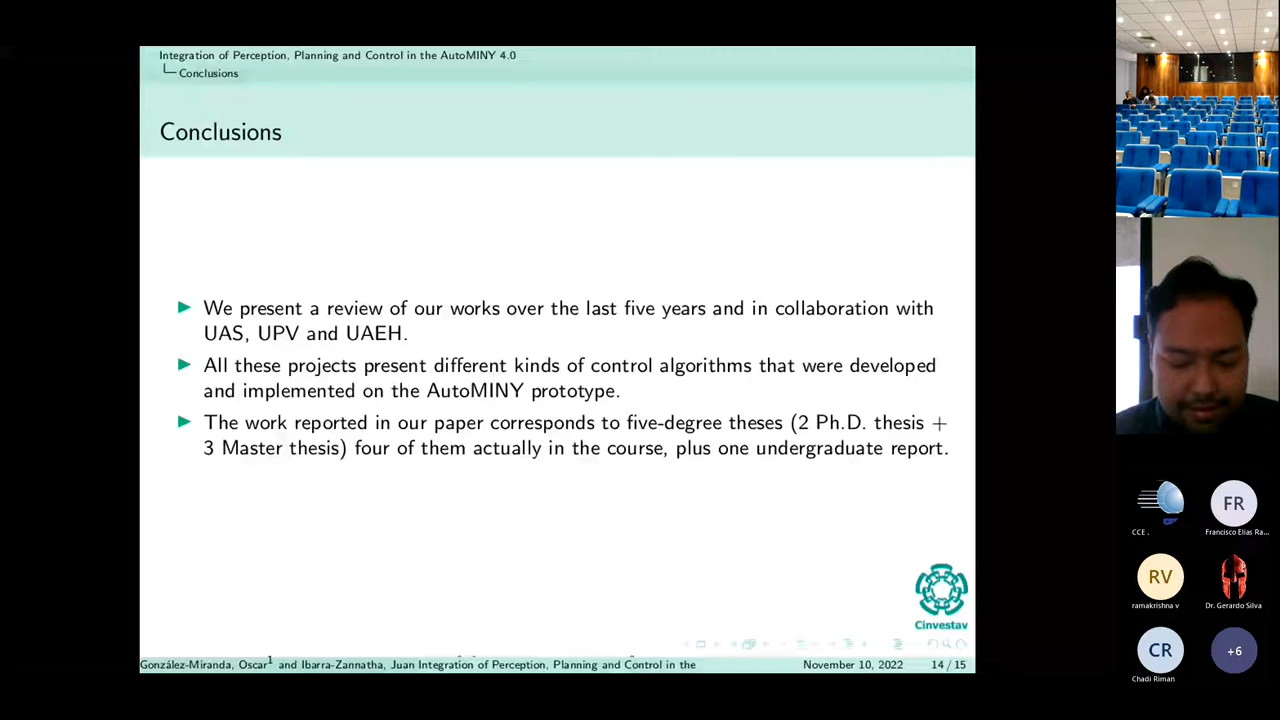 Integration of Perception, Planning and Control in the AutoMINY 4.0
Conclusions
Conclusions
We present a review of our works over the last five years and in collaboration with
UAS, UPV and UAEH.
All these projects present different kinds of control algorithms that were developed
and implemented on the AutoMINY prototype.
The work reported in our paper corresponds to five-degree theses (2 Ph.D. thesis +
3 Master thesis) four of them actually in the course, plus one undergraduate report.
Cinvestav
González-Miranda, Oscar1 and Ibarra-Zannatha, Juan Integration of Perception, Planning and Control in the
November 10, 2022
14 / 15
CCE .
FR
Francisco Elias Ra...
RV
ramakrishna v
Dr. Gerardo Silva
CR
Chadi Riman
+6